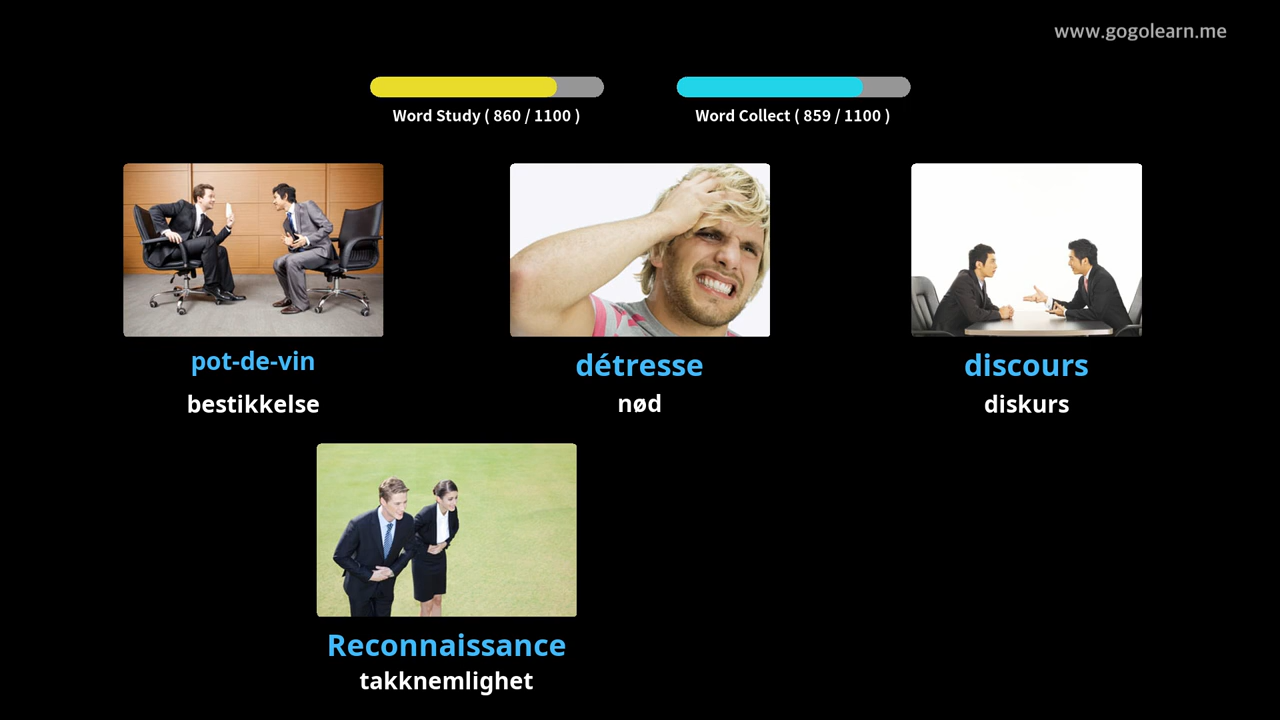 www.gogolearn.me
Word Study ( 860 / 1100 )
Word Collect ( 859 / 1100 )
pot-de-vin
bestikkelse
détresse
nød
discours
diskurs
Reconnaissance
takknemlighet